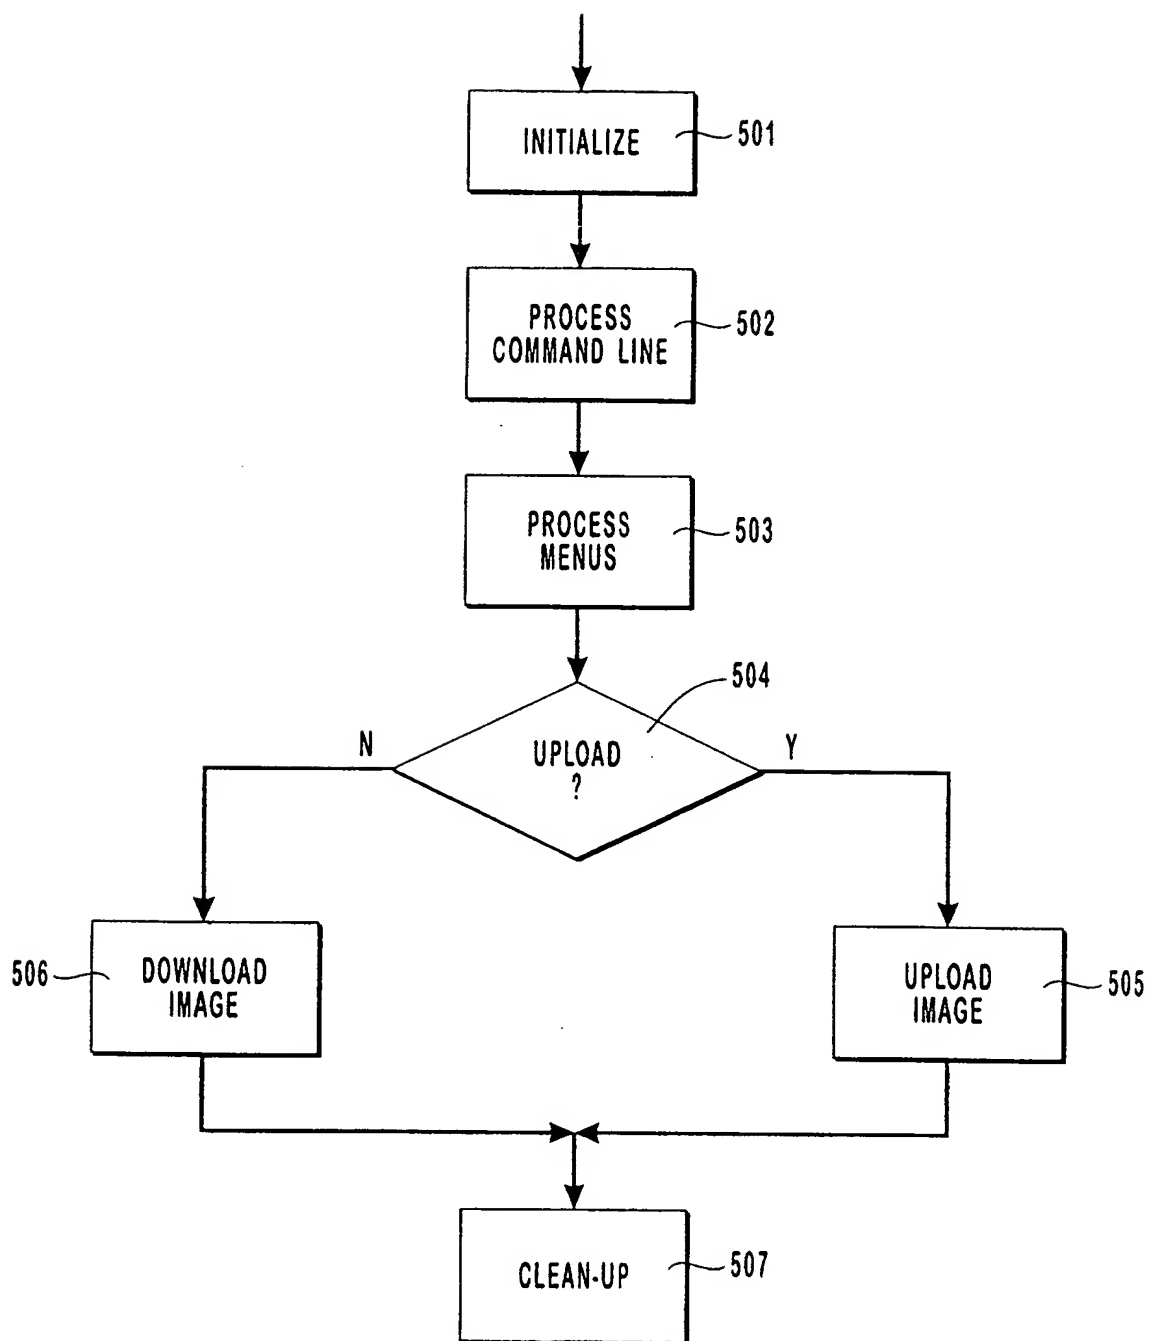 INITIALIZE
501
PROCESS
COMMAND LINE
502
PROCESS
MENUS
503
504
N
UPLOAD
?
Y
506
DOWNLOAD
IMAGE
UPLOAD
IMAGE
505
CLEAN-UP
507